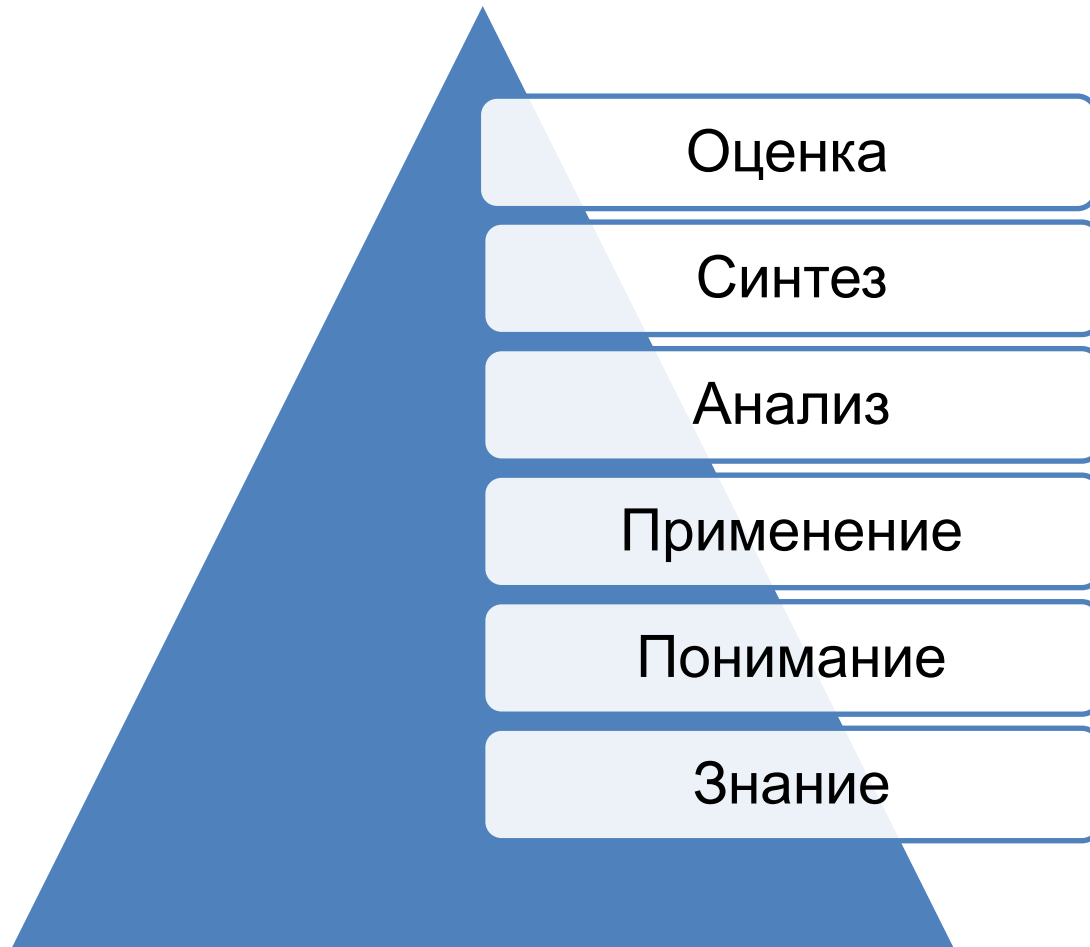 Оценка
Синтез
Анализ
Применение
Понимание
Знание